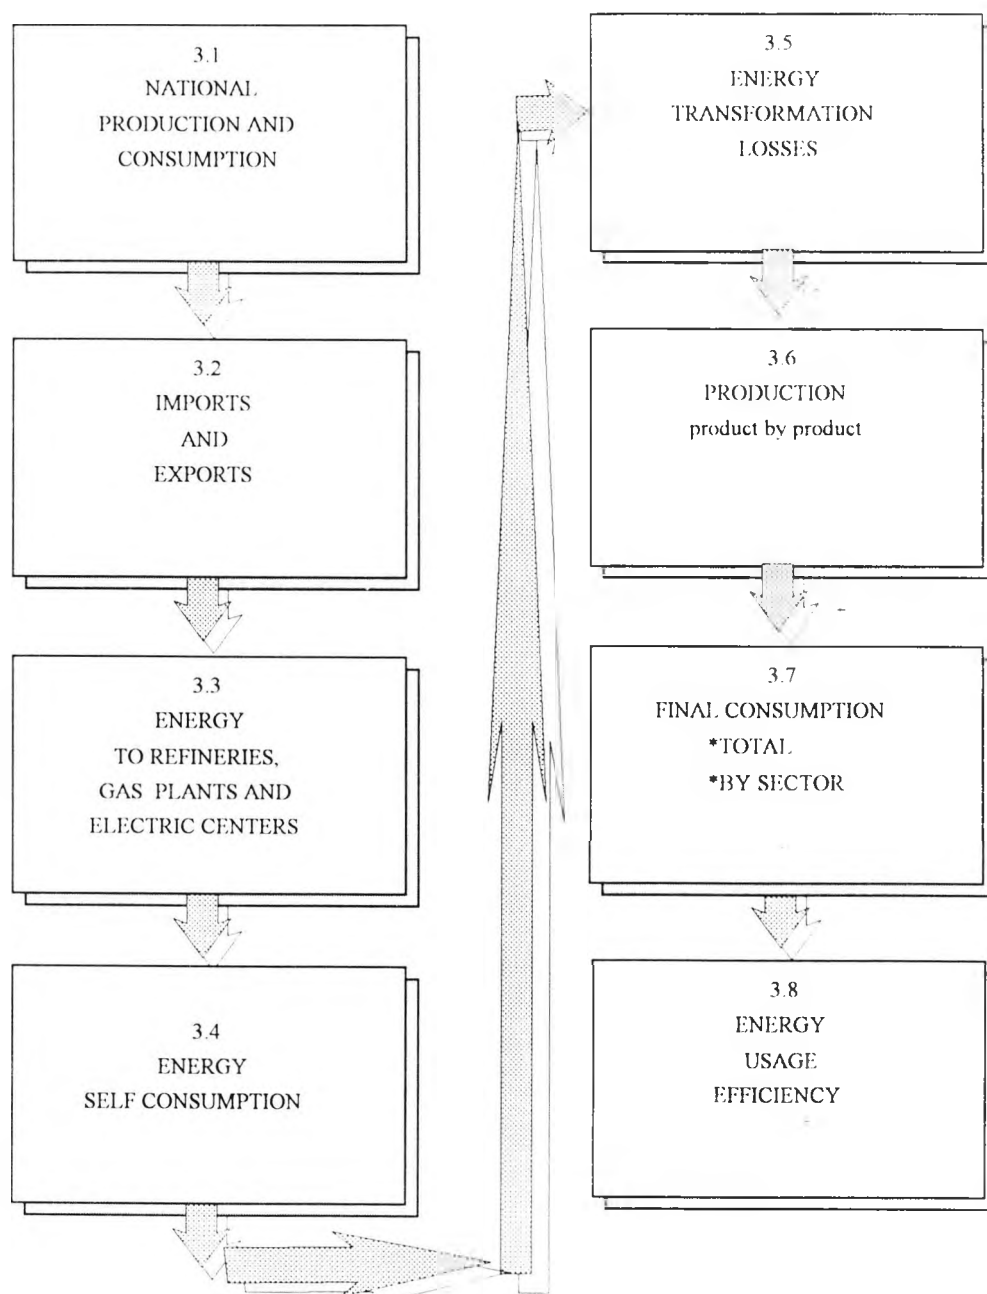 3.1
NATIONAL
PRODUCTION AND
CONSUMPTION
3.2
IMPORTS
AND
EXPORTS
3.3
ENERGY
TO REFINERIES,
GAS PLANTS AND
ELECTRIC CENTERS
3.4
ENERGY
SELF CONSUMPTION
3.5
ENERGY
TRANSFORMATION
LOSSES
3.6
PRODUCTION
product by product
3.7
FINAL CONSUMPTION
*TOTAL
*BY SECTOR
3.8
ENERGY
USAGE
EFFICIENCY